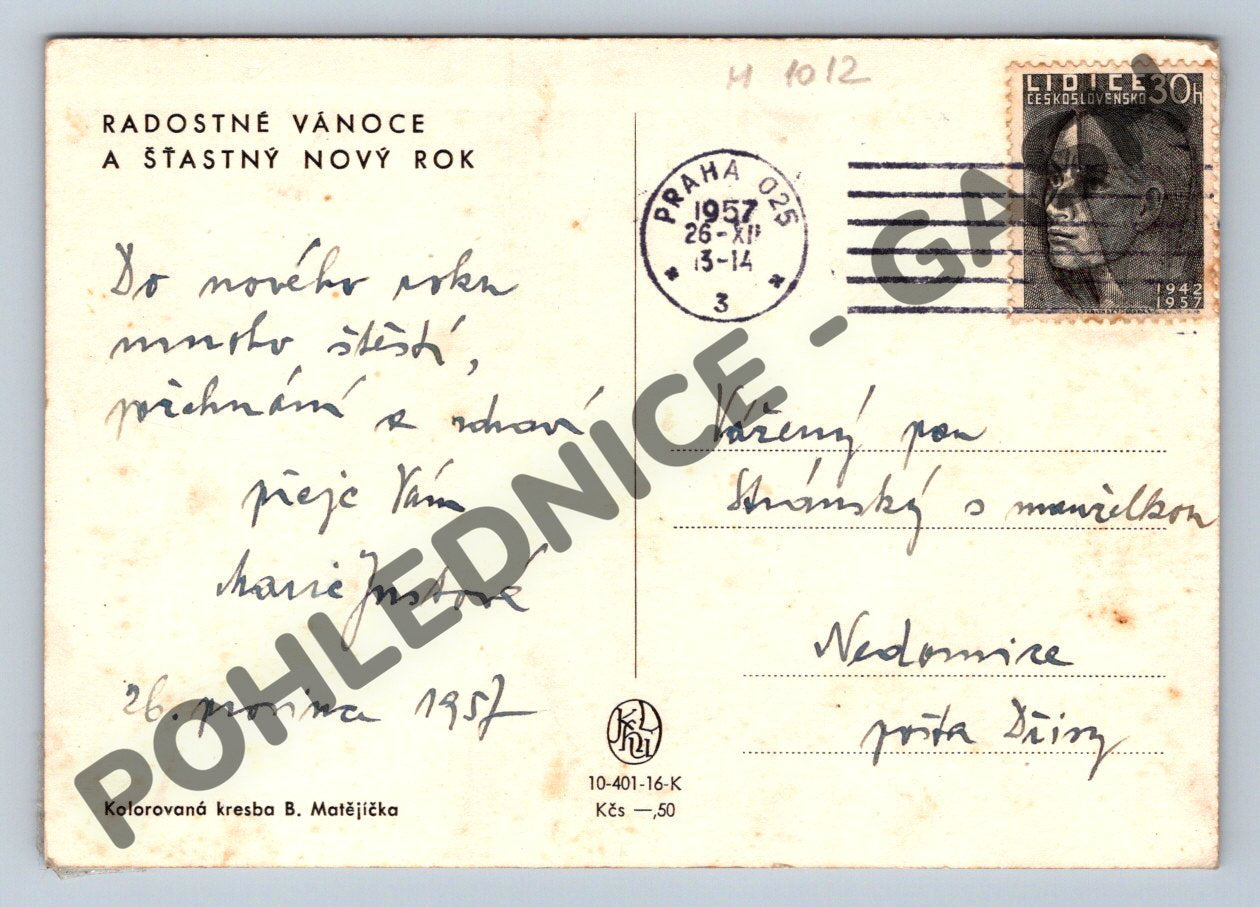 H 1012
RADOSTNÉ VÁNOCE
A ŠŤASTNÝ NOVÝ ROK
LIDICE
ČESKOSLOVENSKO 30h
1942
1957
PRAHA 025
1957
26-XII
13-14
3
Do nového roku
mnoho štěstí,
požehnání a zdraví
přeje Vám
Marie Justová
26. prosince 1957
Vážený pan
Stránský s manželkou
Nedomice
pošta Dřísy
10-401-16-K
Kčs —,50
Kolorovaná kresba B. Matějíčka
POHLEDNICE - GA